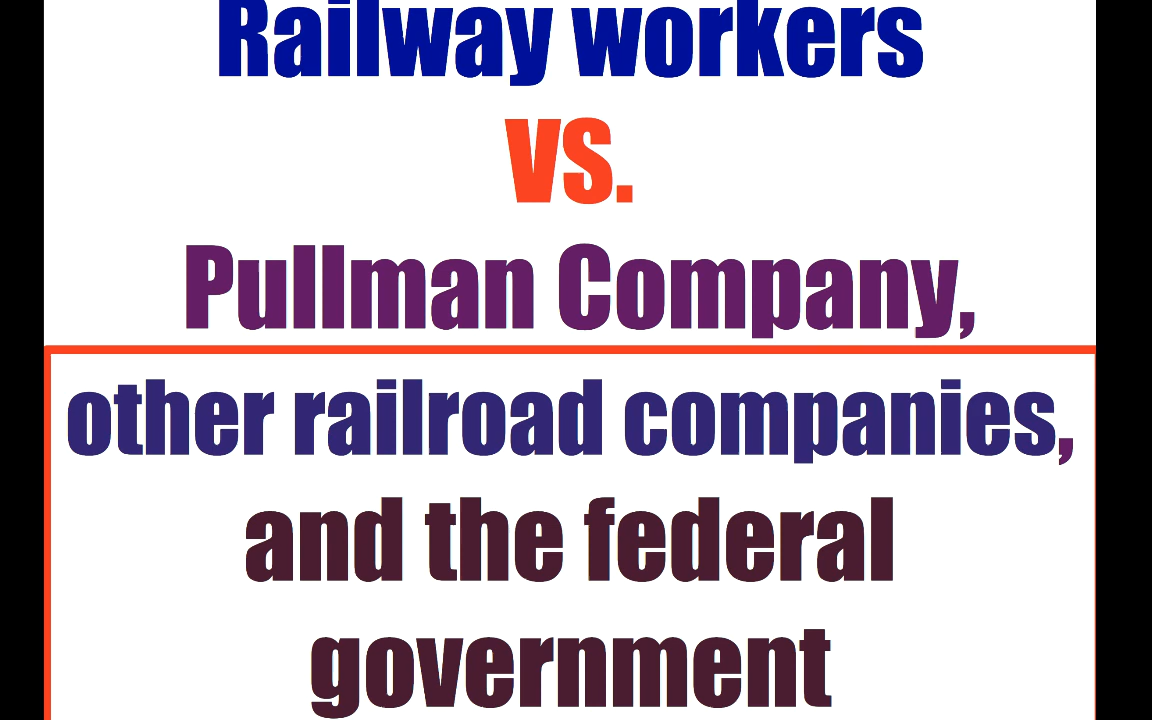 Railway workers
vs.
Pullman Company,
other railroad companies,
and the federal
government